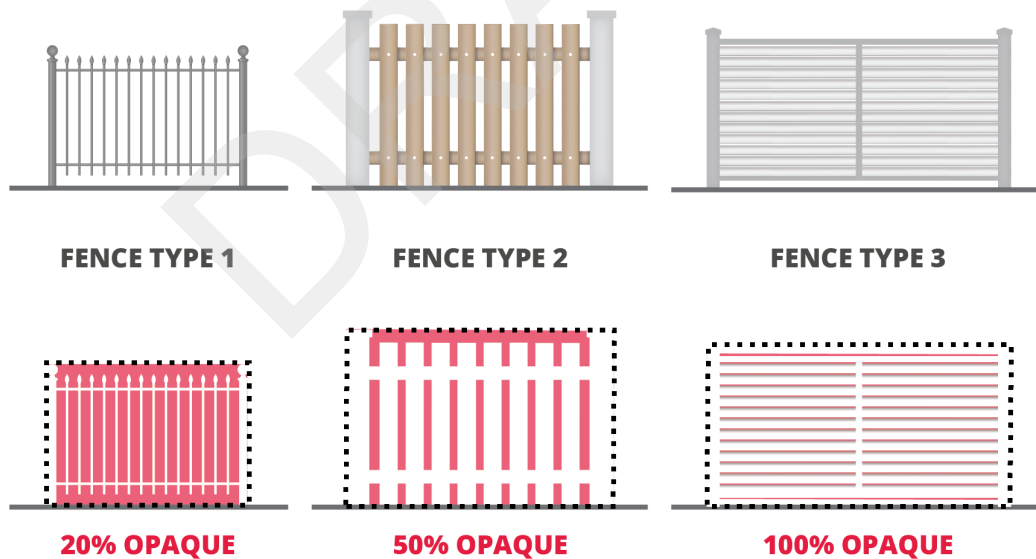 FENCE TYPE 1
FENCE TYPE 2
FENCE TYPE 3
20% OPAQUE
50% OPAQUE
100% OPAQUE